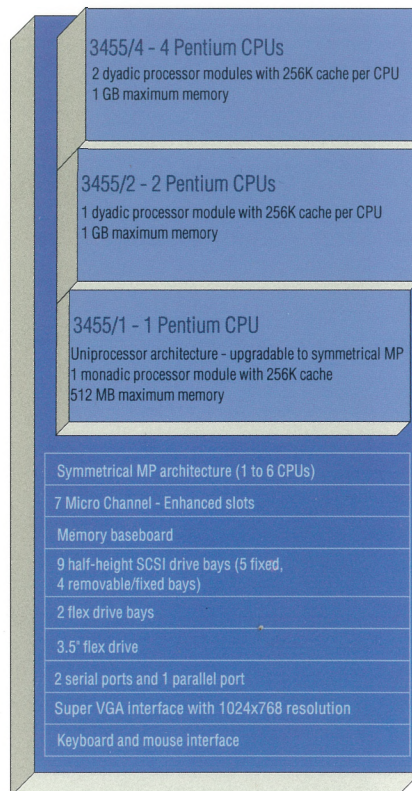 3455/4 - 4 Pentium CPUs
2 dyadic processor modules with 256K cache per CPU
1 GB maximum memory
3455/2 - 2 Pentium CPUs
1 dyadic processor module with 256K cache per CPU
1 GB maximum memory
3455/1 - 1 Pentium CPU
Uniprocessor architecture - upgradable to symmetrical MP
1 monadic processor module with 256K cache
512 MB maximum memory
Symmetrical MP architecture (1 to 6 CPUs)
7 Micro Channel - Enhanced slots
Memory baseboard
9 half-height SCSI drive bays (5 fixed,
4 removable/fixed bays)
2 flex drive bays
3.5" flex drive
2 serial ports and 1 parallel port
Super VGA interface with 1024x768 resolution
Keyboard and mouse interface